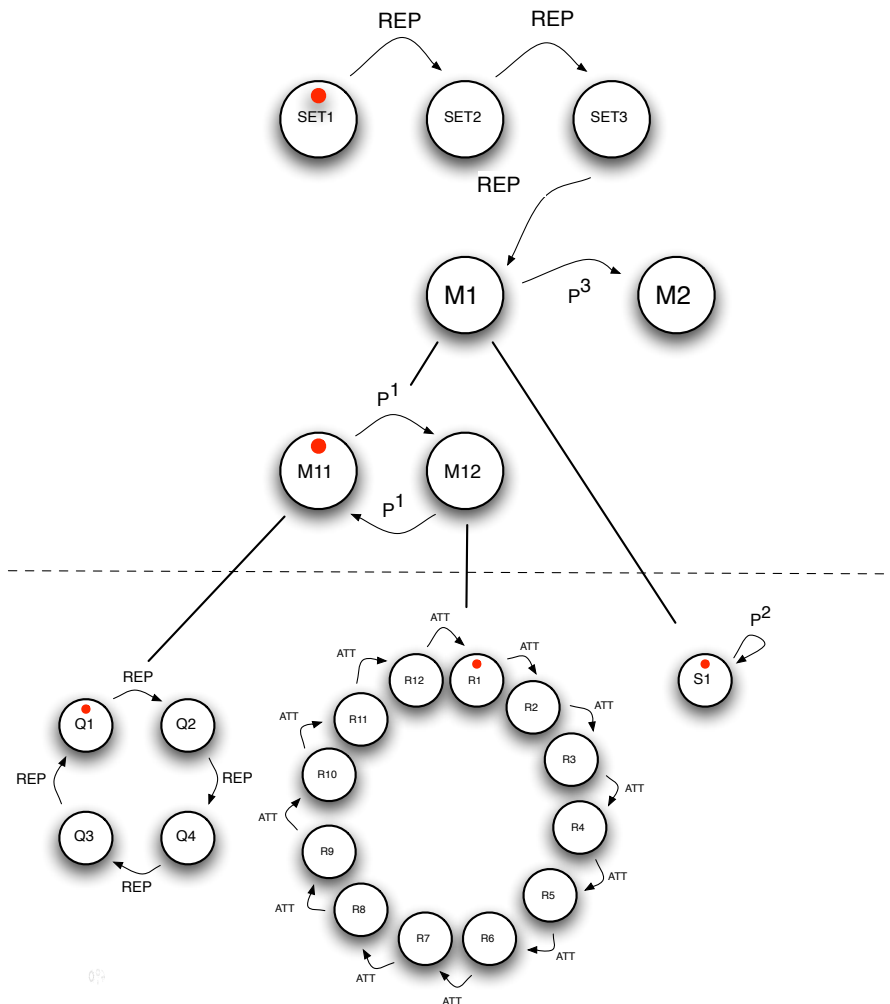 REP
REP
SET1
SET2
SET3
REP
M1
P3
M2
P1
M11
M12
P1
P2
ATT
ATT
ATT
REP
R12
R1
S1
Q1
Q2
R11
R2
ATT
ATT
R3
REP
REP
R10
ATT
ATT
R4
Q3
Q4
R9
REP
ATT
R5
ATT
R8
R7
R6
ATT
ATT
ATT